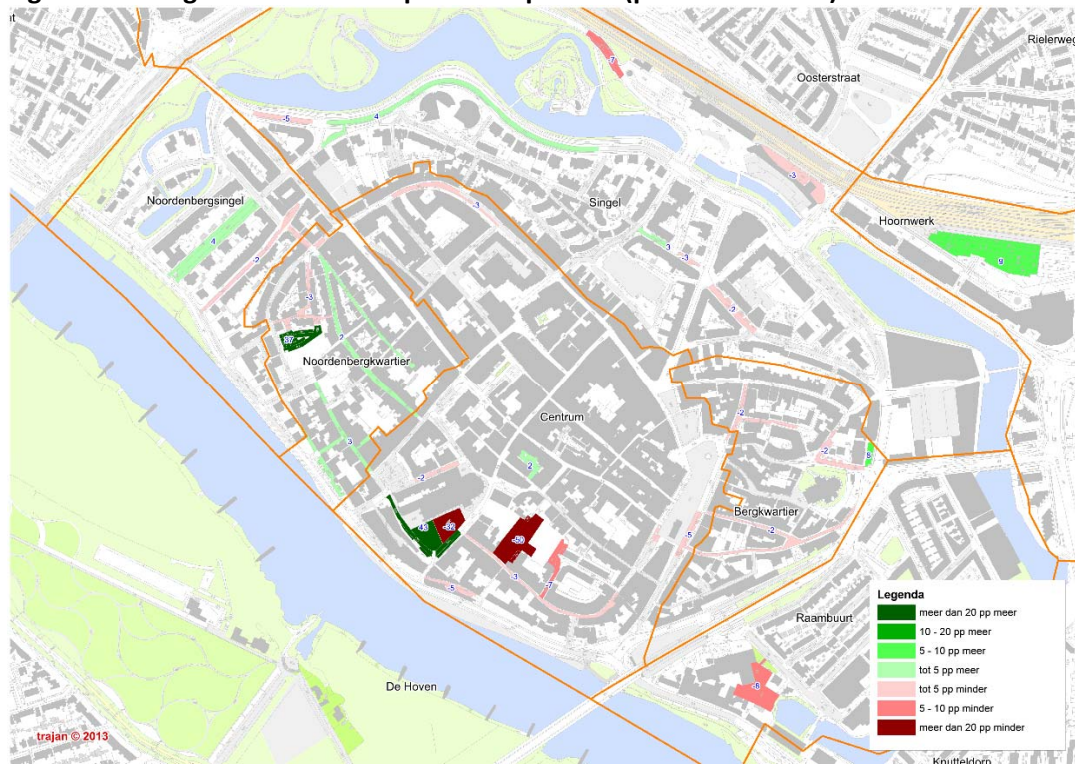 Rielerweg
Oosterstraat
-7
4
-5
-3
Noordenbergsingel
Singel
-3
Hoornwerk
4
3
-3
9
-2
-3
-2
37
2
Noordenbergkwartier
Centrum
-2
3
2
-2
-2
Bergkwartier
43
-32
-50
-2
-5
-3
-5
-7
Raambuurt
De Hoven
Knutteldorp
trajan © 2013
Legenda
meer dan 20 pp meer
10 - 20 pp meer
5 - 10 pp meer
tot 5 pp meer
tot 5 pp minder
5 - 10 pp minder
meer dan 20 pp minder